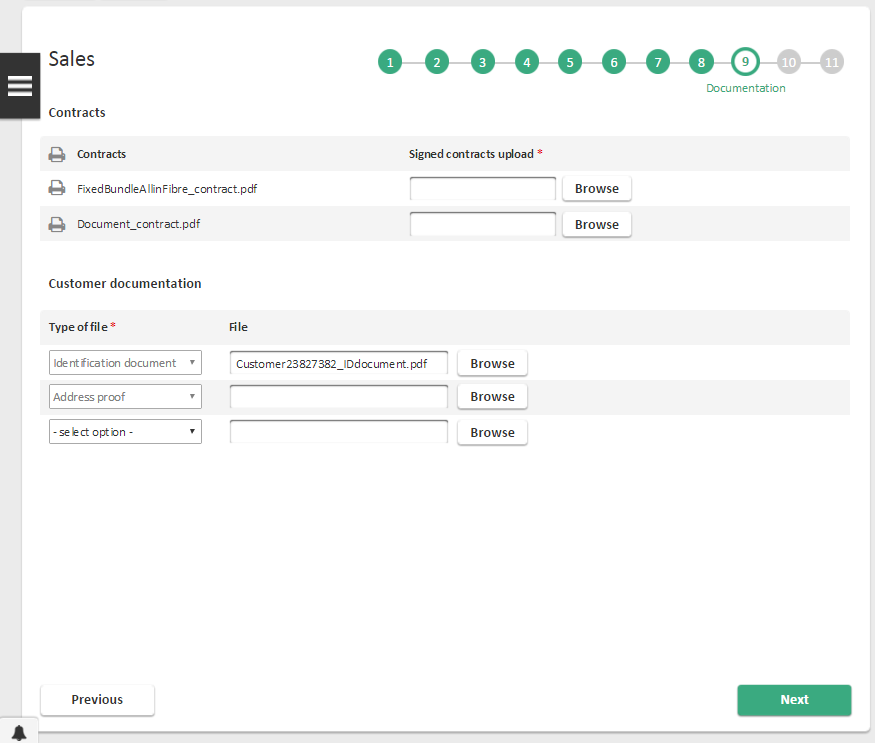 Sales
1 2 3 4 5 6 7 8 9 10 11
Documentation
Contracts
Contracts Signed contracts upload *
FixedBundleAllinFibre_contract.pdf Browse
Document_contract.pdf Browse
Customer documentation
Type of file * File
Identification document Customer23827382_IDdocument.pdf Browse
Address proof Browse
- select option - Browse
Previous Next